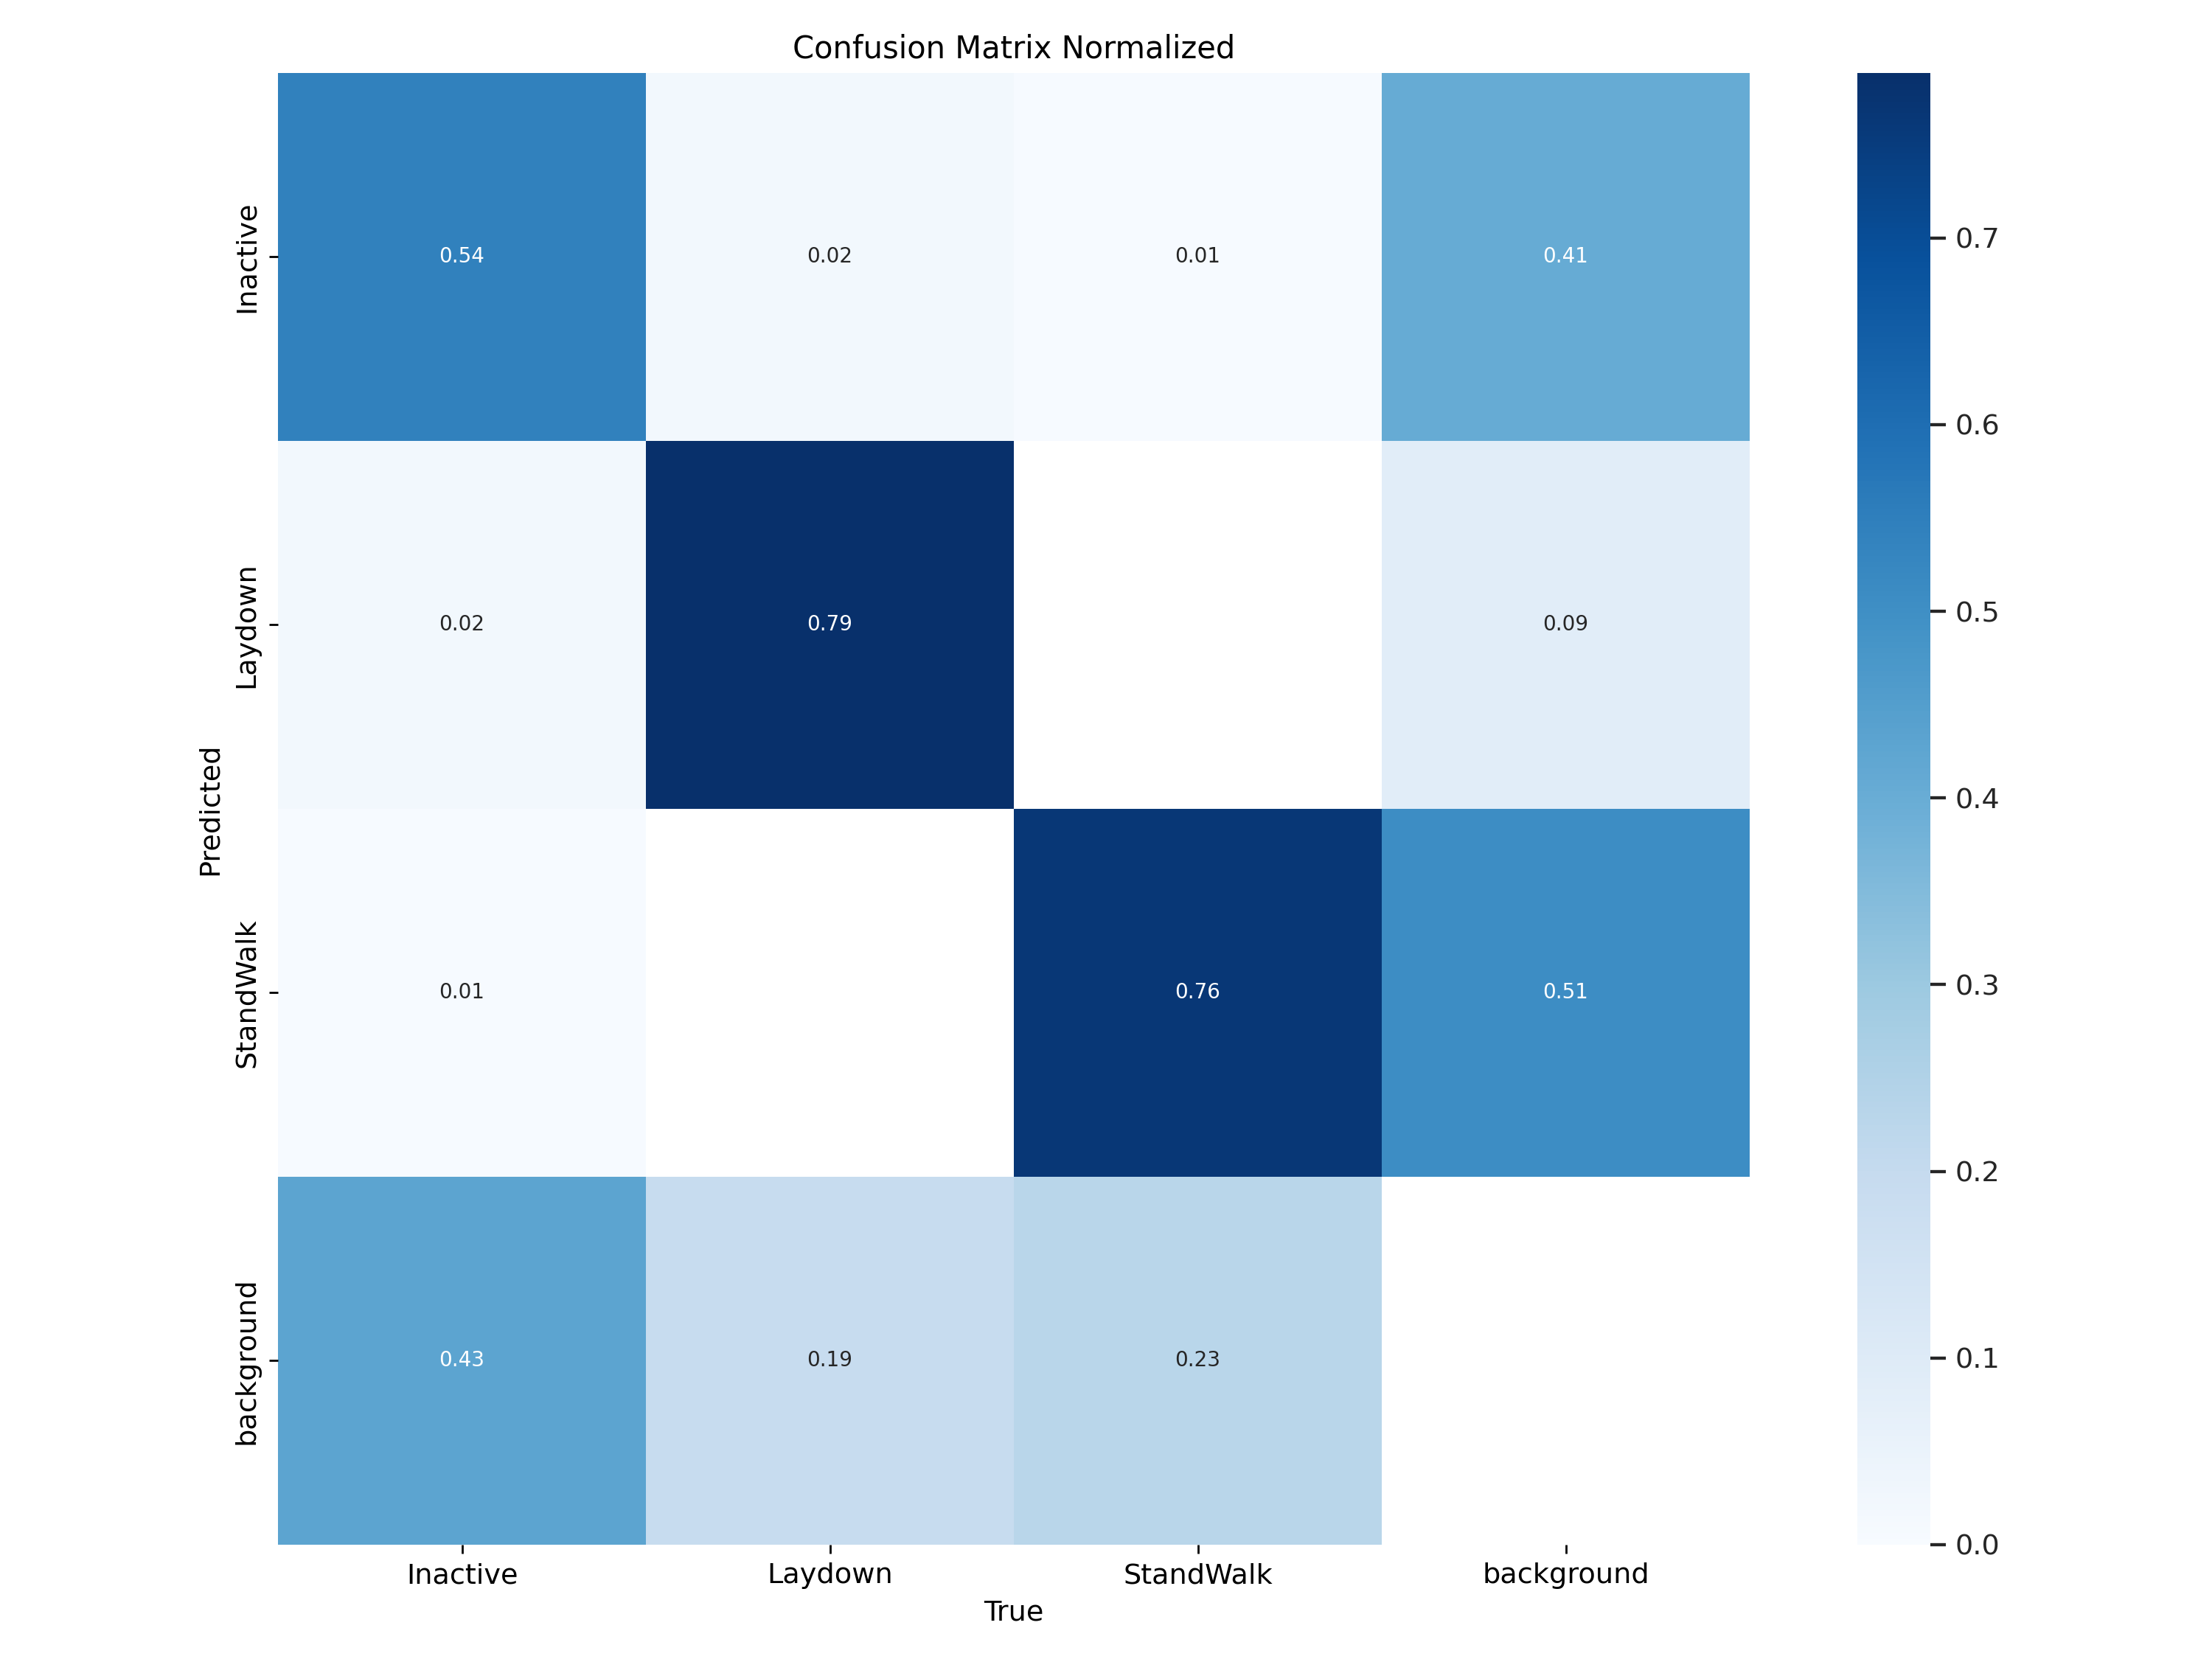 Confusion Matrix Normalized
Inactive
0.54
0.02
0.01
0.41
Laydown
0.02
0.79
0.09
StandWalk
0.01
0.76
0.51
background
0.43
0.19
0.23
Inactive
Laydown
StandWalk
background
True
Predicted
0.7
0.6
0.5
0.4
0.3
0.2
0.1
0.0